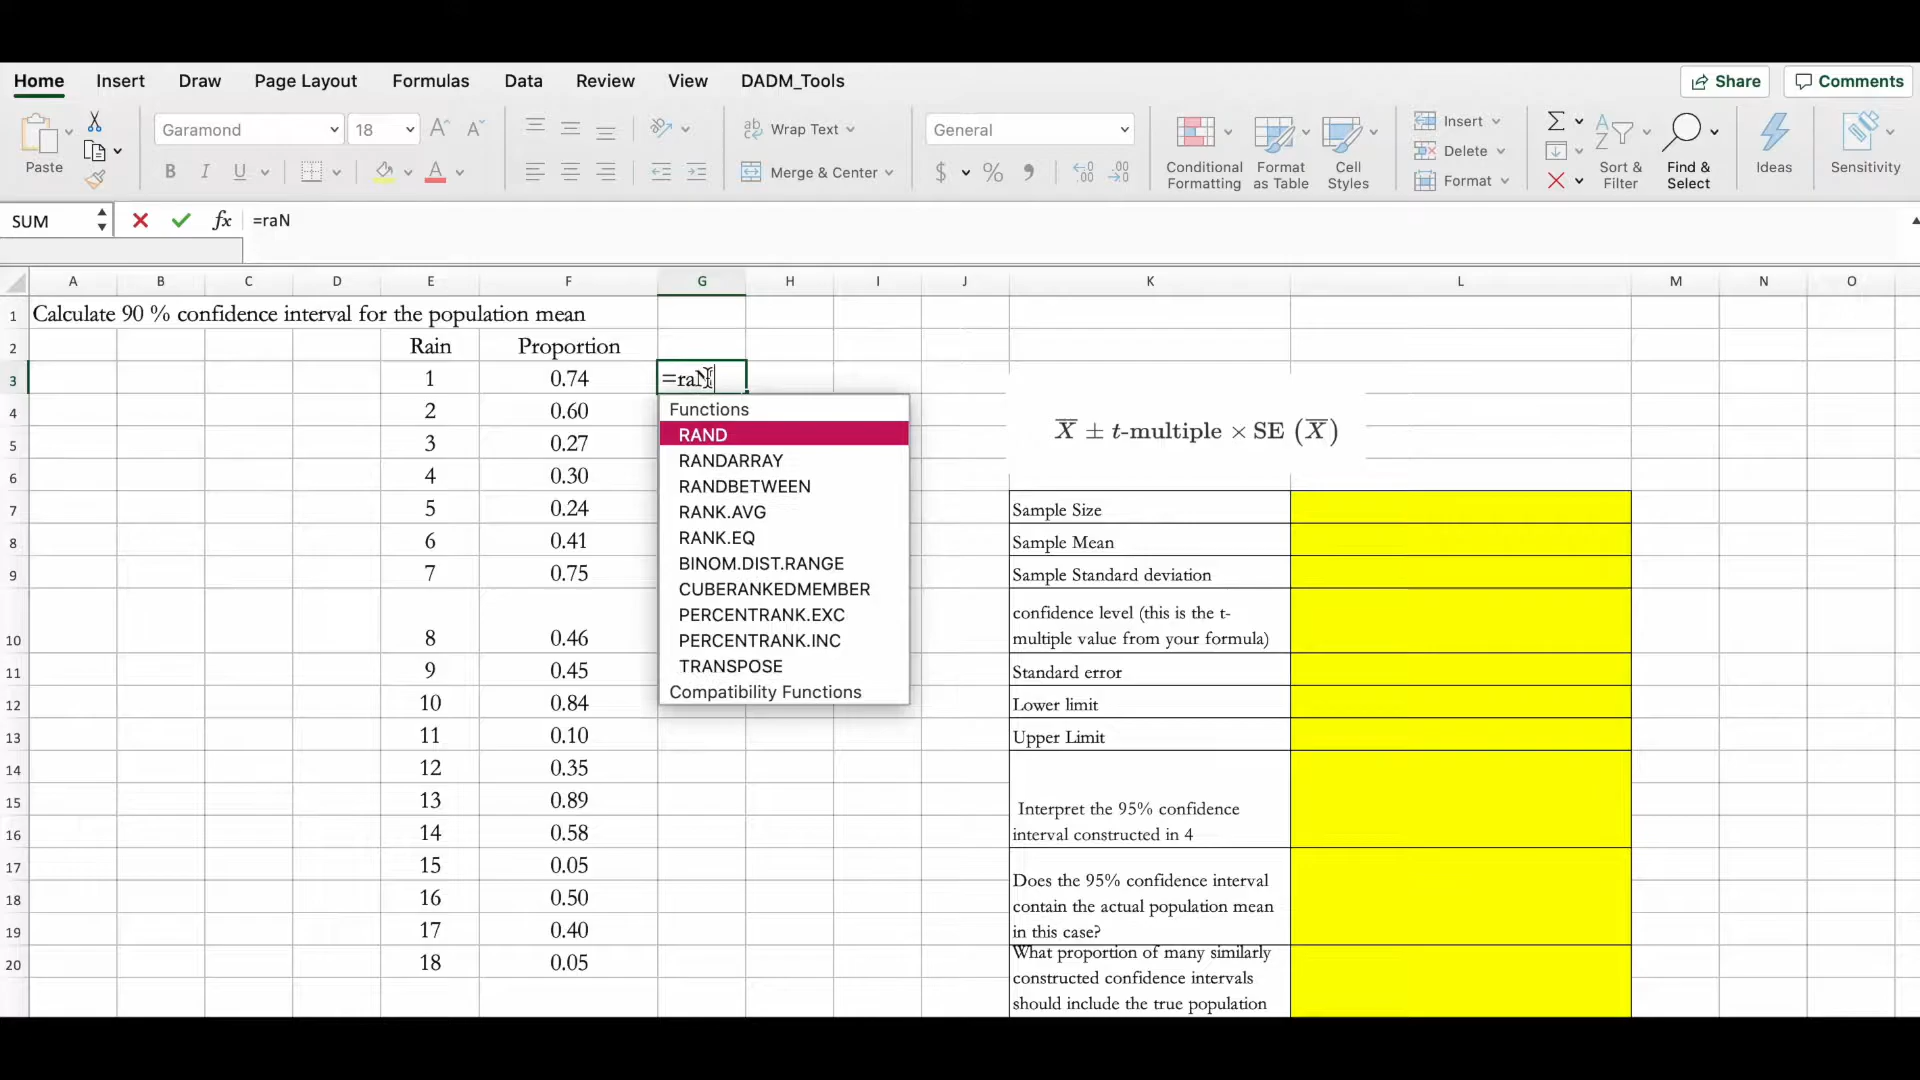 Home Insert Draw Page Layout Formulas Data Review View DADM_Tools Share Comments
Paste Garamond 18 B I U A Wrap Text Merge & Center General $ % Conditional Formatting Format as Table Cell Styles Insert Delete Format Sort & Filter Find & Select Ideas Sensitivity
SUM fx =raN
A B C D E F G H I J K L M N O
1 Calculate 90 % confidence interval for the population mean
2 Rain Proportion
3 1 0.74 =raN
4 2 0.60
5 3 0.27
6 4 0.30
7 5 0.24
8 6 0.41
9 7 0.75
10 8 0.46
11 9 0.45
12 10 0.84
13 11 0.10
14 12 0.35
15 13 0.89
16 14 0.58
17 15 0.05
18 16 0.50
19 17 0.40
20 18 0.05
Functions
RAND
RANDARRAY
RANDBETWEEN
RANK.AVG
RANK.EQ
BINOM.DIST.RANGE
CUBERANKEDMEMBER
PERCENTRANK.EXC
PERCENTRANK.INC
TRANSPOSE
Compatibility Functions
X̅ ± t-multiple × SE (X̅)
Sample Size
Sample Mean
Sample Standard deviation
confidence level (this is the t-
multiple value from your formula)
Standard error
Lower limit
Upper Limit
Interpret the 95% confidence
interval constructed in 4
Does the 95% confidence interval
contain the actual population mean
in this case?
What proportion of many similarly
constructed confidence intervals
should include the true population